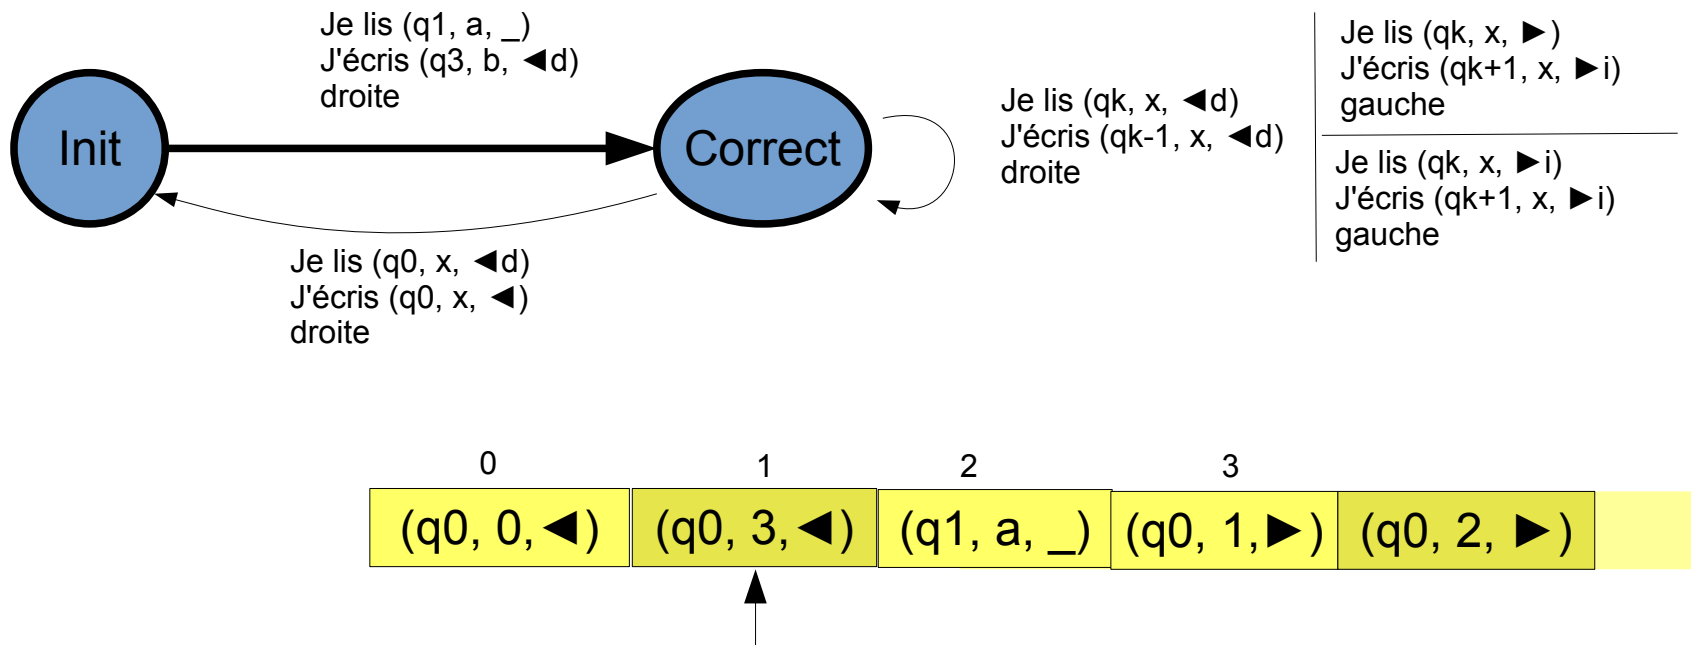 Je lis (q1, a, _)
J'écris (q3, b, ◄d)
droite
Init
Correct
Je lis (q0, x, ◄d)
J'écris (q0, x, ◄)
droite
Je lis (qk, x, ◄d)
J'écris (qk-1, x, ◄d)
droite
Je lis (qk, x, ►)
J'écris (qk+1, x, ►i)
gauche
Je lis (qk, x, ►i)
J'écris (qk+1, x, ►i)
gauche
0 1 2 3
(q0, 0,◄) (q0, 3,◄) (q1, a, _) (q0, 1,►) (q0, 2, ►)